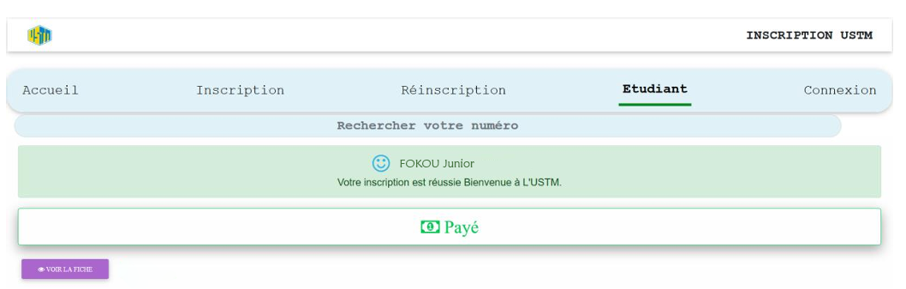 USTM
INSCRIPTION USTM
Accueil Inscription Réinscription Etudiant Connexion
Rechercher votre numéro
FOKOU Junior
Votre inscription est réussie Bienvenue à L'USTM.
Payé
VOIR LA FICHE